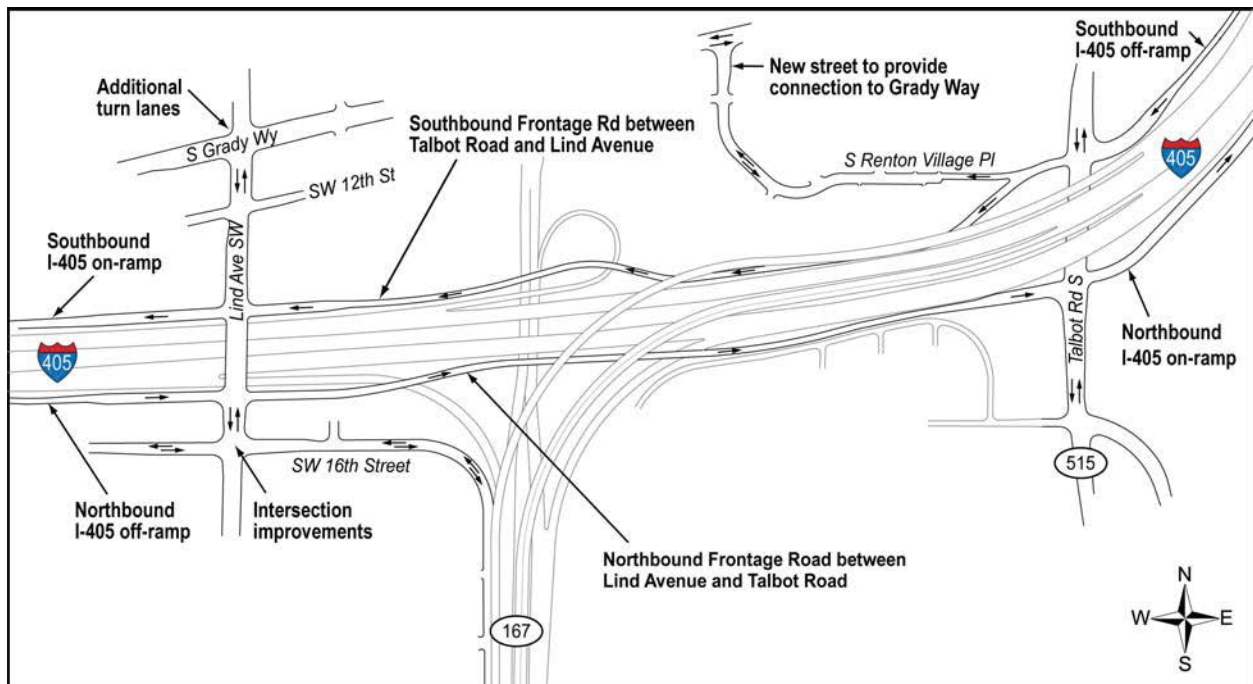 Southbound
I-405 off-ramp
New street to provide
connection to Grady Way
Additional
turn lanes
Southbound Frontage Rd between
Talbot Road and Lind Avenue
S Grady Wy
405
S Renton Village Pl
SW 12th St
Southbound
I-405 on-ramp
Lind Ave SW
Talbot Rd S
405
Northbound
I-405 on-ramp
SW 16th Street
515
Northbound
I-405 off-ramp
Intersection
improvements
Northbound Frontage Road between
Lind Avenue and Talbot Road
167
N
W
E
S